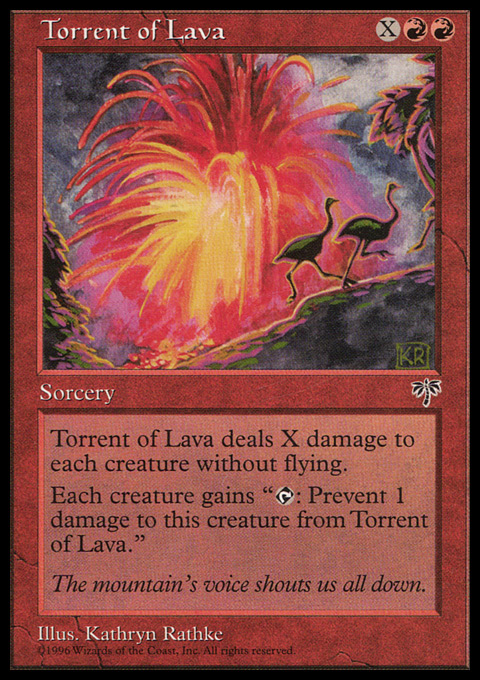 Torrent of Lava X
KR
Sorcery
Torrent of Lava deals X damage to
each creature without flying.
Each creature gains “: Prevent 1
damage to this creature from Torrent
of Lava.”
The mountain’s voice shouts us all down.
Illus. Kathryn Rathke
©1996 Wizards of the Coast, Inc. All rights reserved.